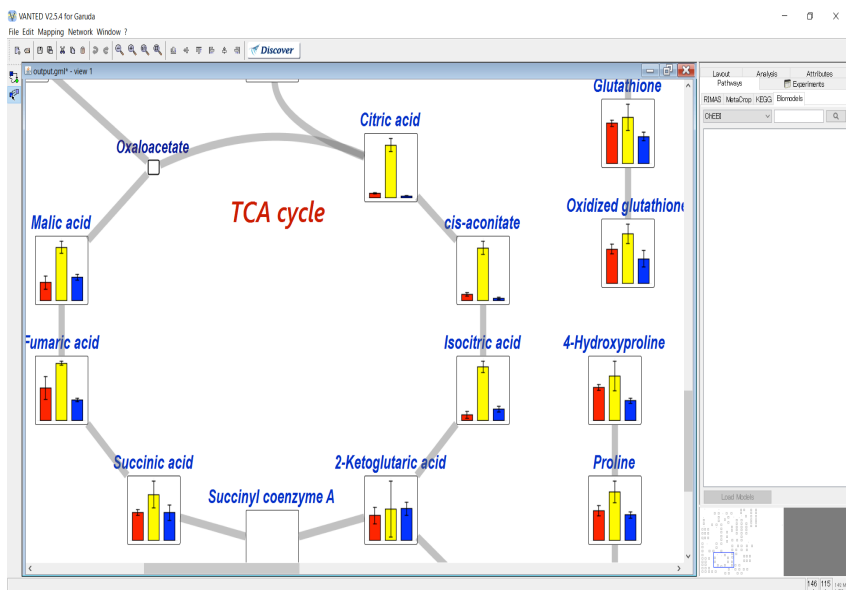 VANTED V2.5.4 for Garuda
File Edit Mapping Network Window ?
Discover
output.gml* - view 1
Layout Analysis Attributes
Pathways Experiments
RIMAS MetaCrop KEGG Biomodels
Glutathione
Citric acid
Oxaloacetate
TCA cycle
Malic acid
cis-aconitate
Oxidized glutathione
Fumaric acid
Isocitric acid
4-Hydroxyproline
Succinic acid
2-Ketoglutaric acid
Proline
Succinyl coenzyme A
Load Models
146 115